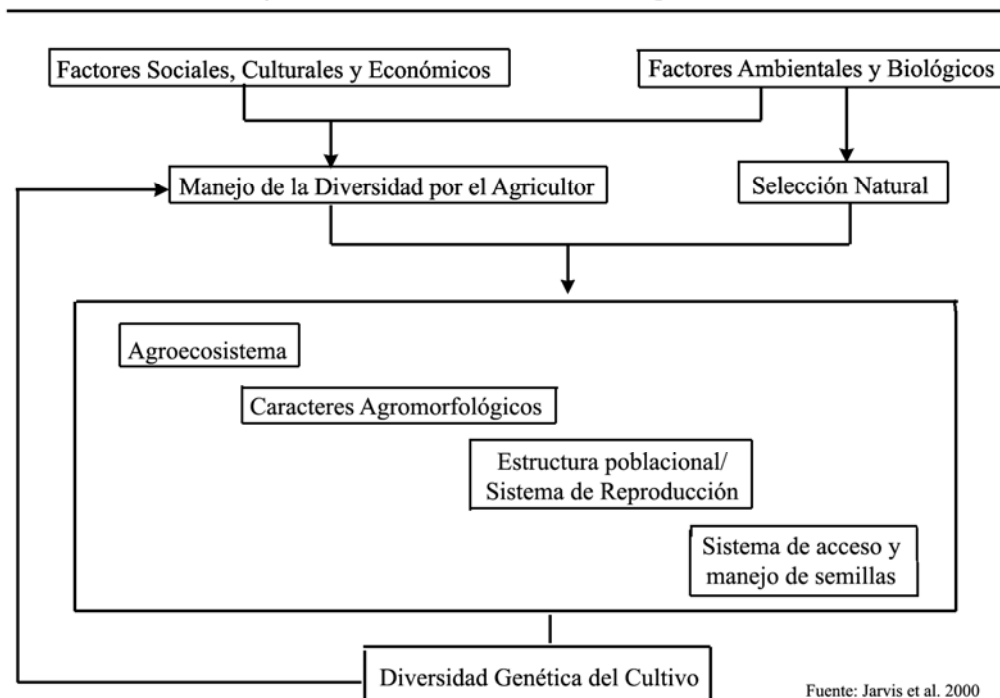 Factores Sociales, Culturales y Económicos
Factores Ambientales y Biológicos
Manejo de la Diversidad por el Agricultor
Selección Natural
Agroecosistema
Caracteres Agromorfológicos
Estructura poblacional/
Sistema de Reproducción
Sistema de acceso y
manejo de semillas
Diversidad Genética del Cultivo
Fuente: Jarvis et al. 2000